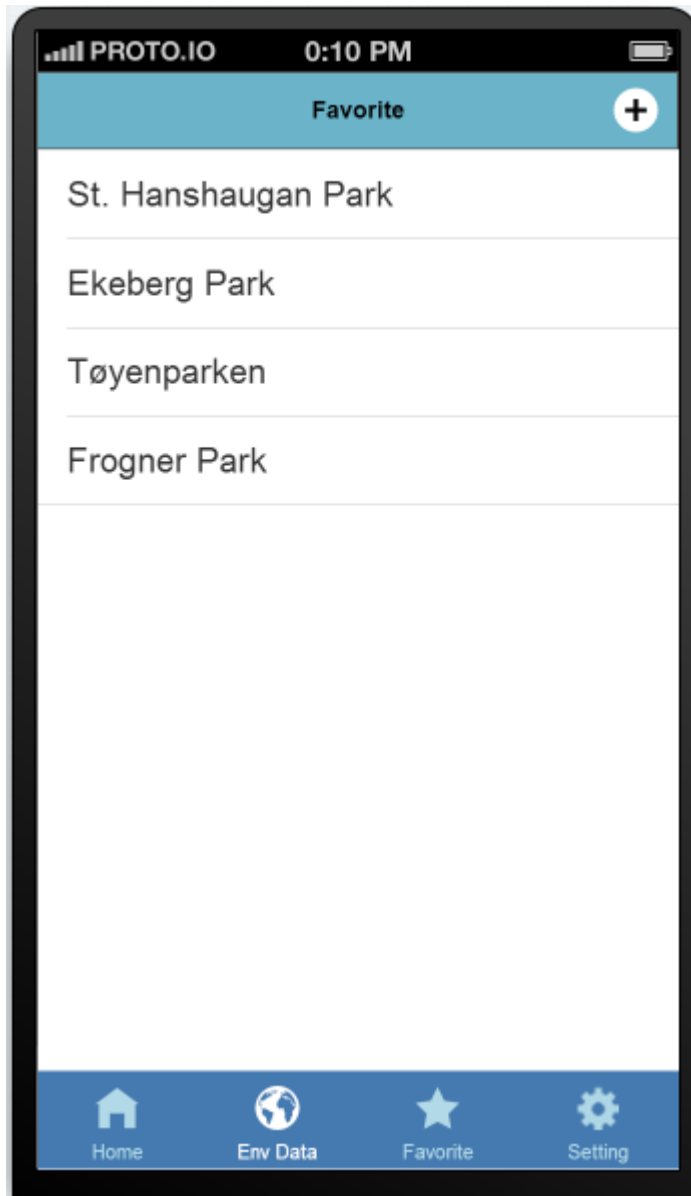 PROTO.IO 0:10 PM
Favorite
St. Hanshaugan Park
Ekeberg Park
Tøyenparken
Frogner Park
Home Env Data Favorite Setting